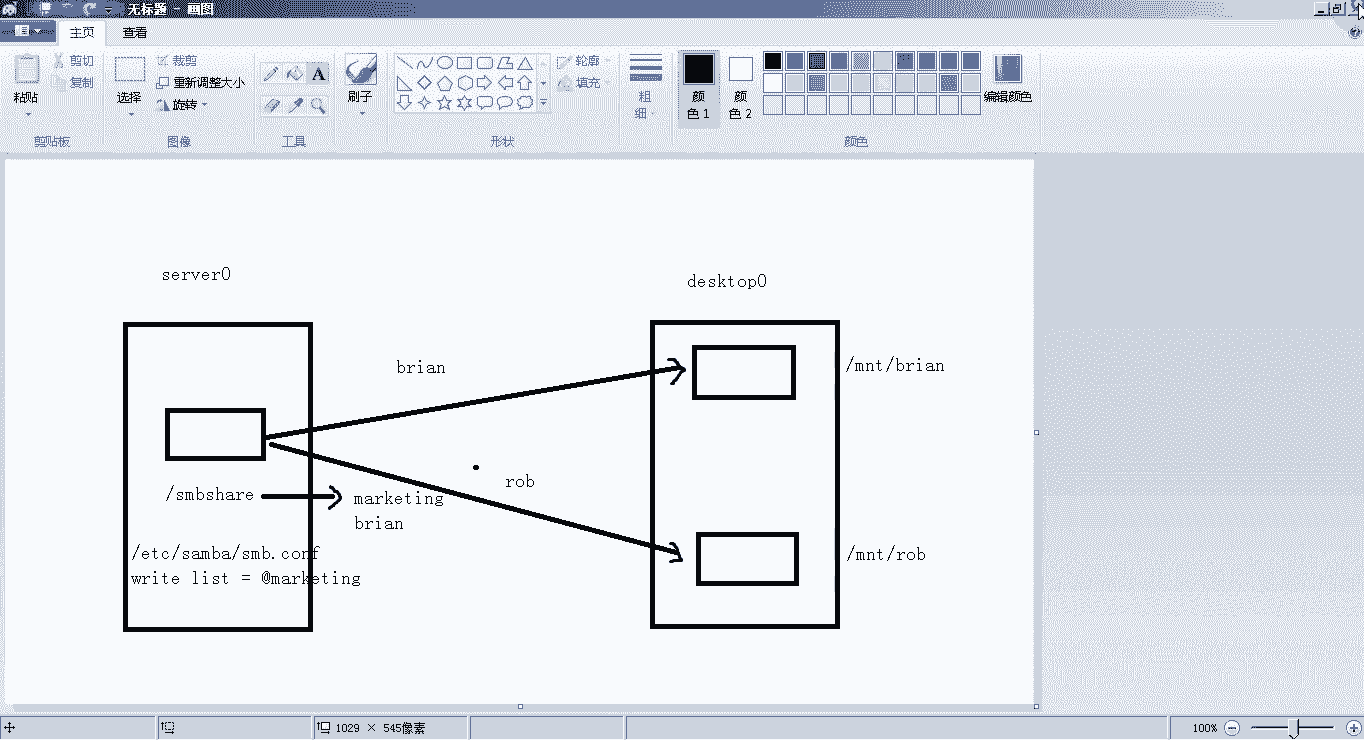 无标题 - 画图
主页
查看
粘贴
剪切
复制
剪贴板
选择
裁剪
重新调整大小
旋转
图像
A
工具
刷子
轮廓
填充
形状
粗
细
颜
色 1
颜
色 2
编辑颜色
颜色
server0
desktop0
brian
/mnt/brian
rob
/smbshare
marketing
brian
/etc/samba/smb.conf
write list = @marketing
/mnt/rob
1029 × 545像素
100%